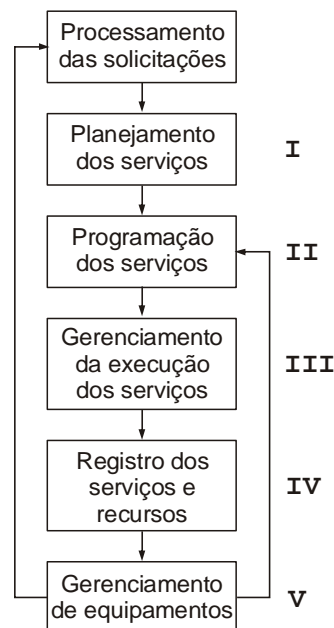 Processamento
das solicitações
Planejamento
dos serviços
I
Programação
dos serviços
II
Gerenciamento
da execução
dos serviços
III
Registro dos
serviços e
recursos
IV
Gerenciamento
de equipamentos
V